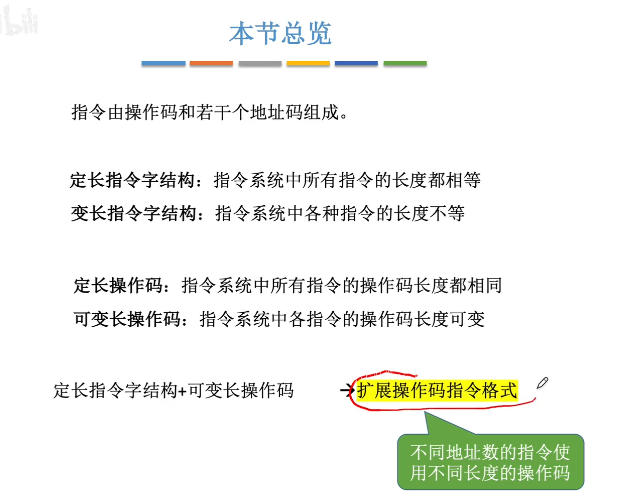 本节总览
指令由操作码和若干个地址码组成。
定长指令字结构：指令系统中所有指令的长度都相等
变长指令字结构：指令系统中各种指令的长度不等
定长操作码：指令系统中所有指令的操作码长度都相同
可变长操作码：指令系统中各指令的操作码长度可变
定长指令字结构+可变长操作码 →扩展操作码指令格式
不同地址数的指令使
用不同长度的操作码